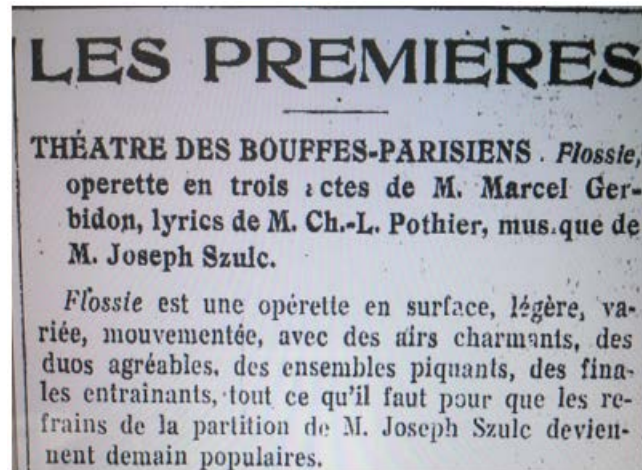 LES PREMIÈRES
THÉATRE DES BOUFFES-PARISIENS. Flossie,
operette en trois actes de M. Marcel Ger-
bidon, lyrics de M. Ch.-L. Pothier, musique de
M. Joseph Szulc.
Flossie est une opérette en surface, légère, va-
riée, mouvementée, avec des airs charmants, des
duos agréables, des ensembles piquants, des fina-
les entrainants, tout ce qu'il faut pour que les re-
frains de la partition de M. Joseph Szulc devien-
nent demain populaires.